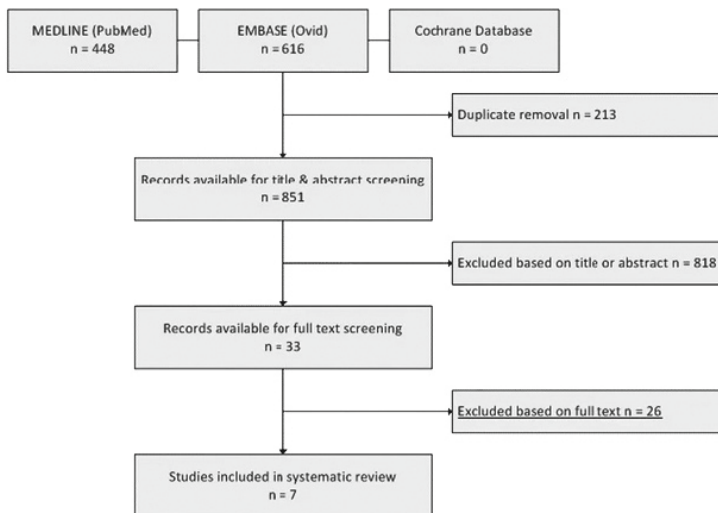 MEDLINE (PubMed)
n = 448
EMBASE (Ovid)
n = 616
Cochrane Database
n = 0
Duplicate removal n = 213
Records available for title & abstract screening
n = 851
Excluded based on title or abstract n = 818
Records available for full text screening
n = 33
Excluded based on full text n = 26
Studies included in systematic review
n = 7